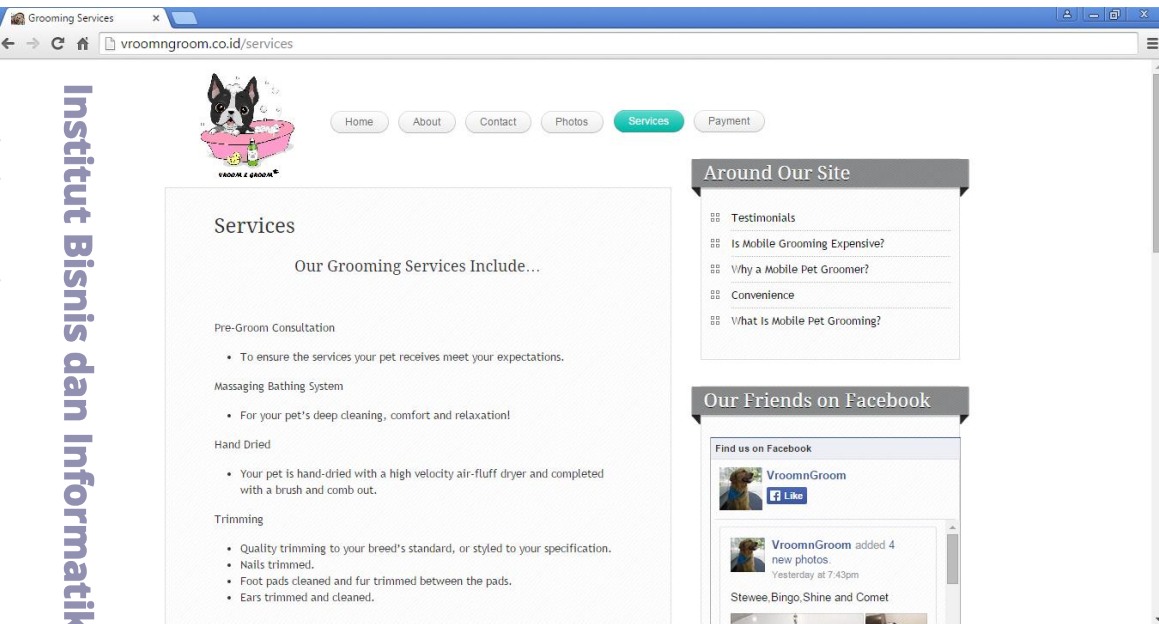 Grooming Services
vroomngroom.co.id/services
Institut Bisnis dan Informatik
VROOM & GROOM
Home
About
Contact
Photos
Services
Payment
Services
Our Grooming Services Include...
Pre-Groom Consultation
• To ensure the services your pet receives meet your expectations.
Massaging Bathing System
• For your pet's deep cleaning, comfort and relaxation!
Hand Dried
• Your pet is hand-dried with a high velocity air-fluff dryer and completed
with a brush and comb out.
Trimming
• Quality trimming to your breed's standard, or styled to your specification.
• Nails trimmed.
• Foot pads cleaned and fur trimmed between the pads.
• Ears trimmed and cleaned.
Around Our Site
Testimonials
Is Mobile Grooming Expensive?
Why a Mobile Pet Groomer?
Convenience
What Is Mobile Pet Grooming?
Our Friends on Facebook
Find us on Facebook
VroomnGroom
Like
VroomnGroom added 4
new photos.
Yesterday at 7:43pm
Stewee,Bingo,Shine and Comet